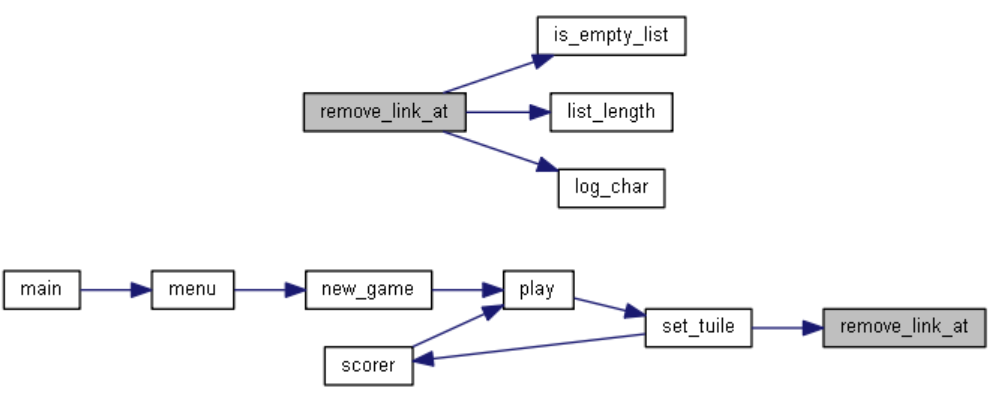 is_empty_list
remove_link_at
list_length
log_char
main
menu
new_game
play
set_tuile
remove_link_at
scorer